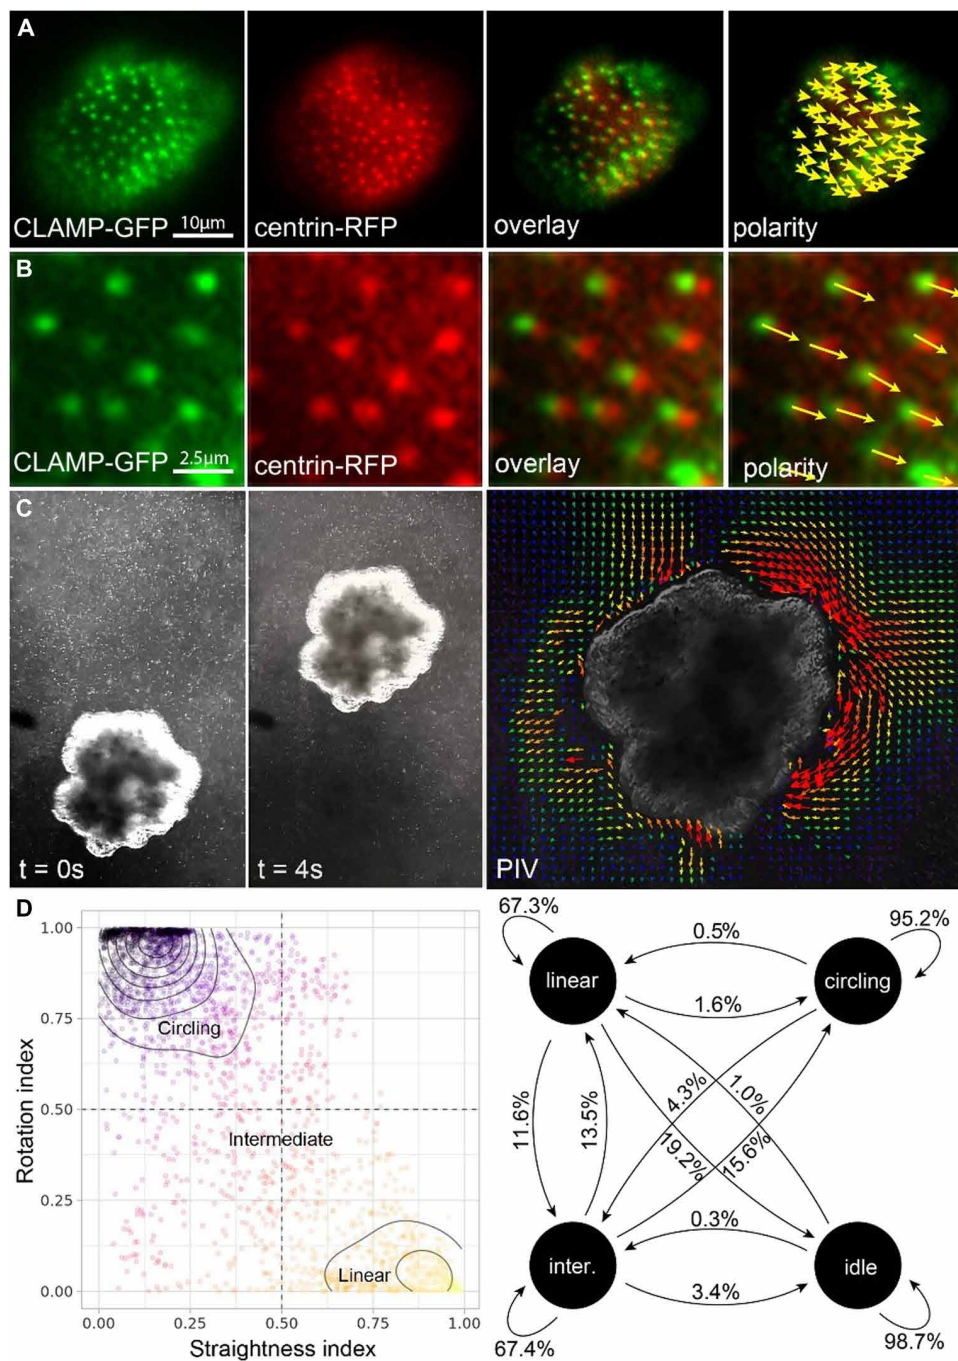 A
CLAMP-GFP
10µm
centrin-RFP
overlay
polarity
B
CLAMP-GFP
2.5µm
centrin-RFP
overlay
polarity
C
t = 0s
t = 4s
PIV
D
Rotation index
1.00
0.75
0.50
0.25
0.00
Circling
Intermediate
Linear
0.00 0.25 0.50 0.75 1.00
Straightness index
67.3%
95.2%
0.5%
linear
circling
1.6%
11.6%
13.5%
4.3%
1.0%
19.2%
15.6%
0.3%
inter.
idle
3.4%
67.4%
98.7%